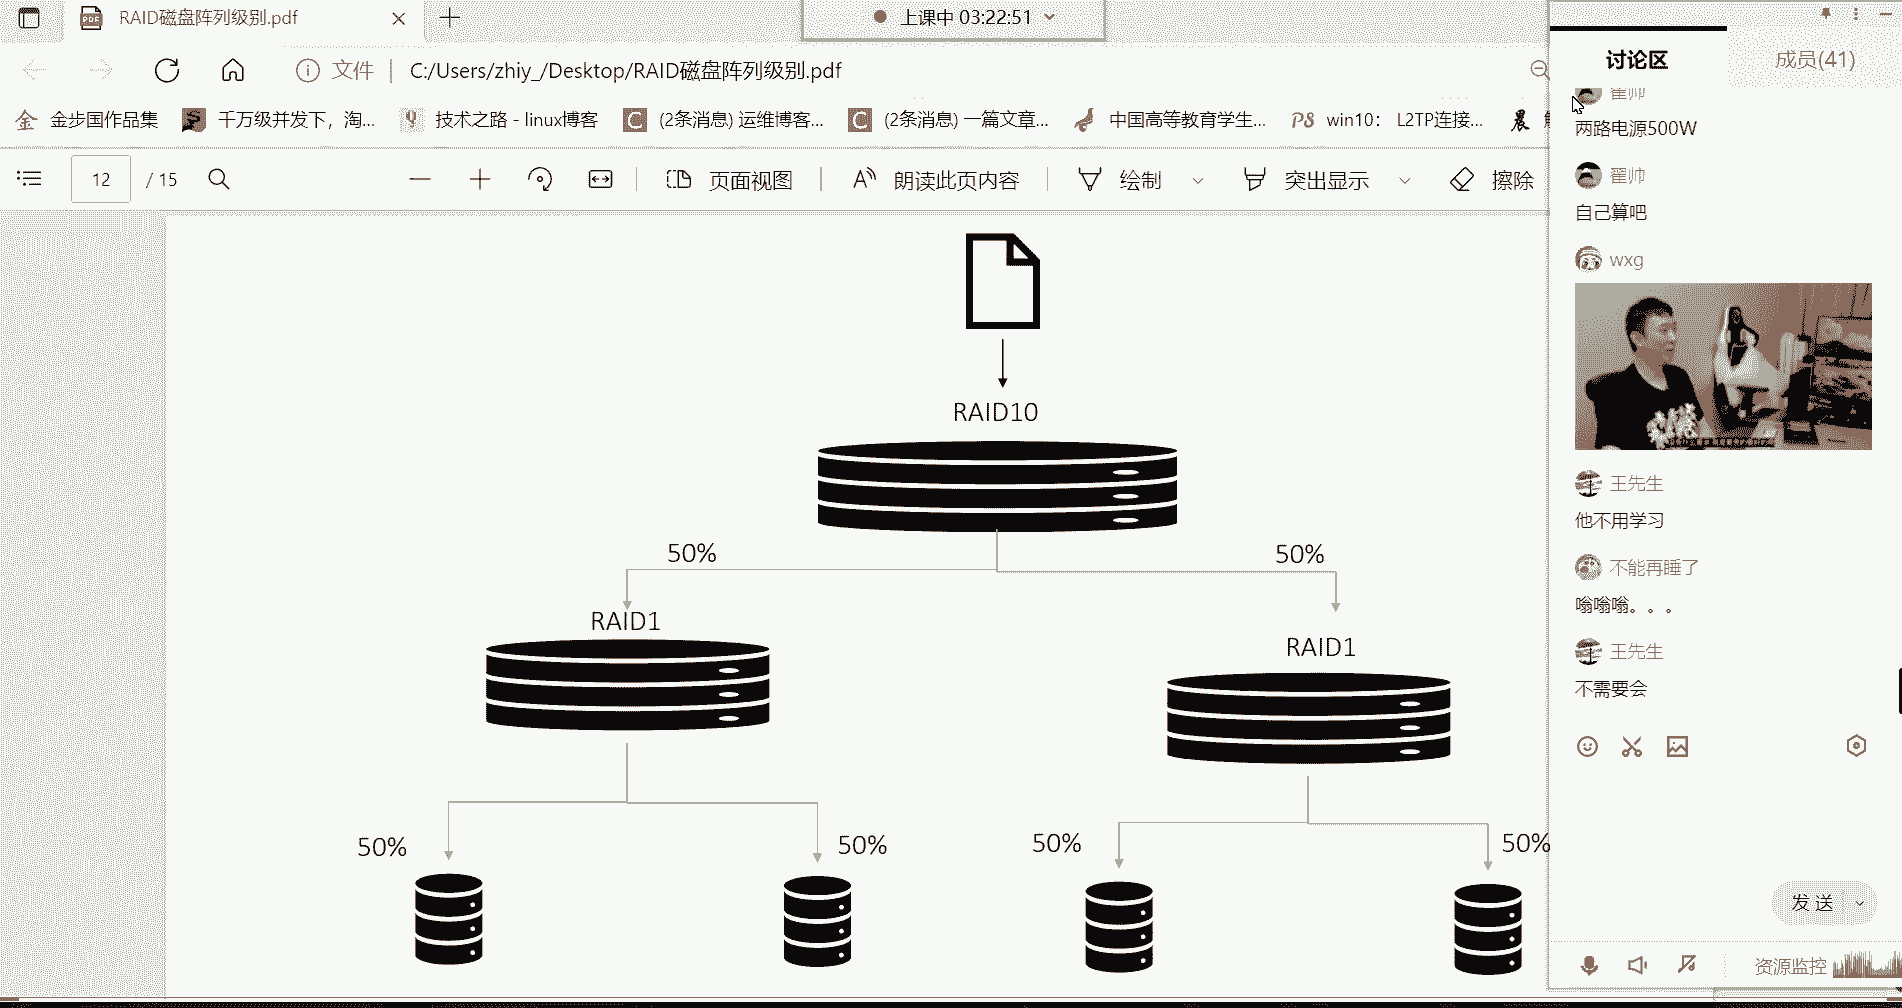 RAID磁盘阵列级别.pdf
上课中 03:22:51
文件
C:/Users/zhiy_/Desktop/RAID磁盘阵列级别.pdf
金步国作品集
千万级并发下，淘...
技术之路 - linux博客
(2条消息) 运维博客...
(2条消息) 一篇文章...
中国高等教育学生...
win10： L2TP连接...
12 / 15
页面视图
朗读此页内容
绘制
突出显示
擦除
RAID10
50%
50%
RAID1
RAID1
50%
50%
50%
50%
讨论区
成员(41)
翟帅
两路电源500W
翟帅
自己算吧
wxg
王先生
他不用学习
不能再睡了
嗡嗡嗡。。。
王先生
不需要会
发 送
资源监控